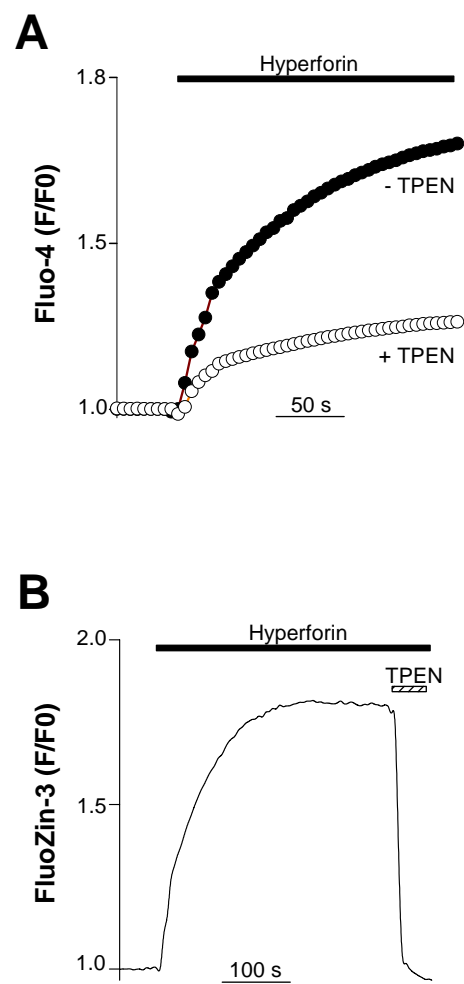 A
Hyperforin
1.8
- TPEN
Fluo-4 (F/F0)
1.5
+ TPEN
50 s
1.0
B
2.0
Hyperforin
TPEN
FluoZin-3 (F/F0)
1.5
1.0
100 s